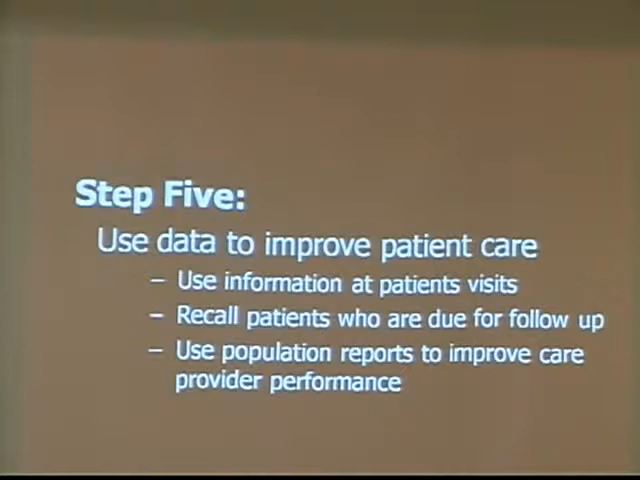 Step Five:
Use data to improve patient care
– Use information at patients visits
– Recall patients who are due for follow up
– Use population reports to improve care
provider performance